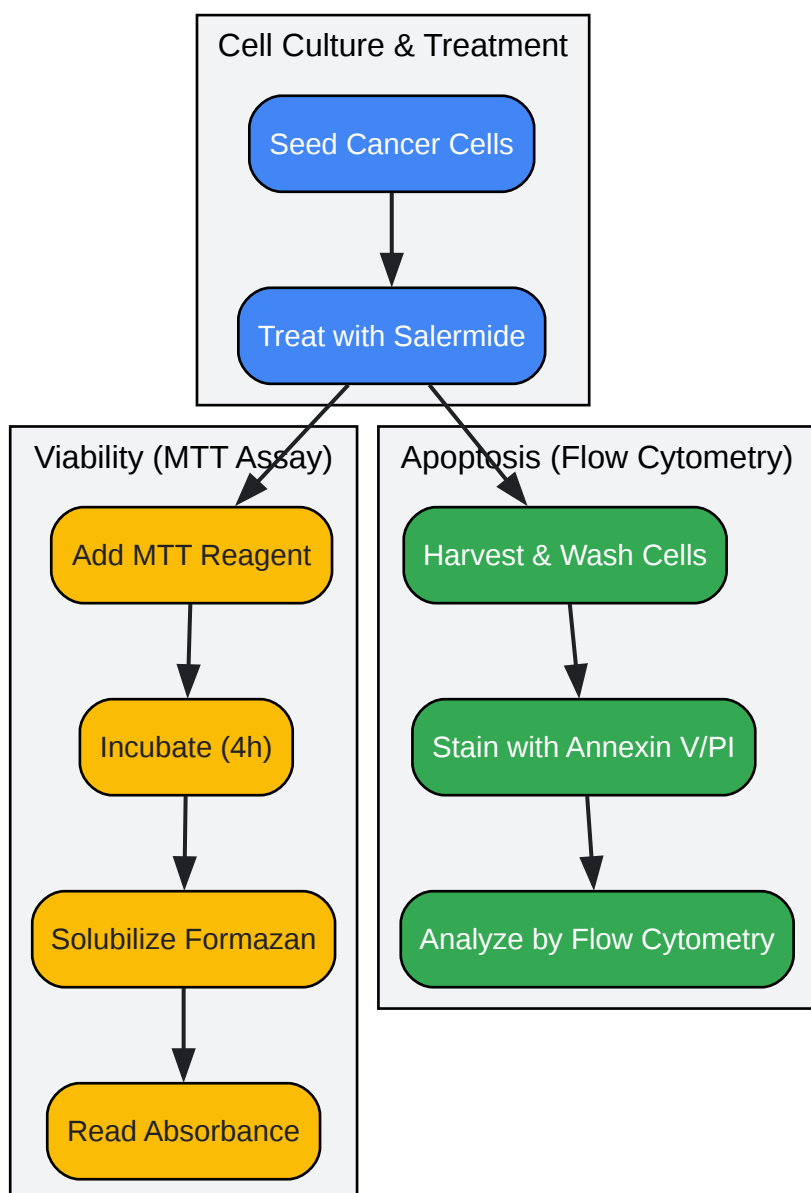 Cell Culture & Treatment
Seed Cancer Cells
Treat with Salermide
Viability (MTT Assay)
Add MTT Reagent
Incubate (4h)
Solubilize Formazan
Read Absorbance
Apoptosis (Flow Cytometry)
Harvest & Wash Cells
Stain with Annexin V/PI
Analyze by Flow Cytometry